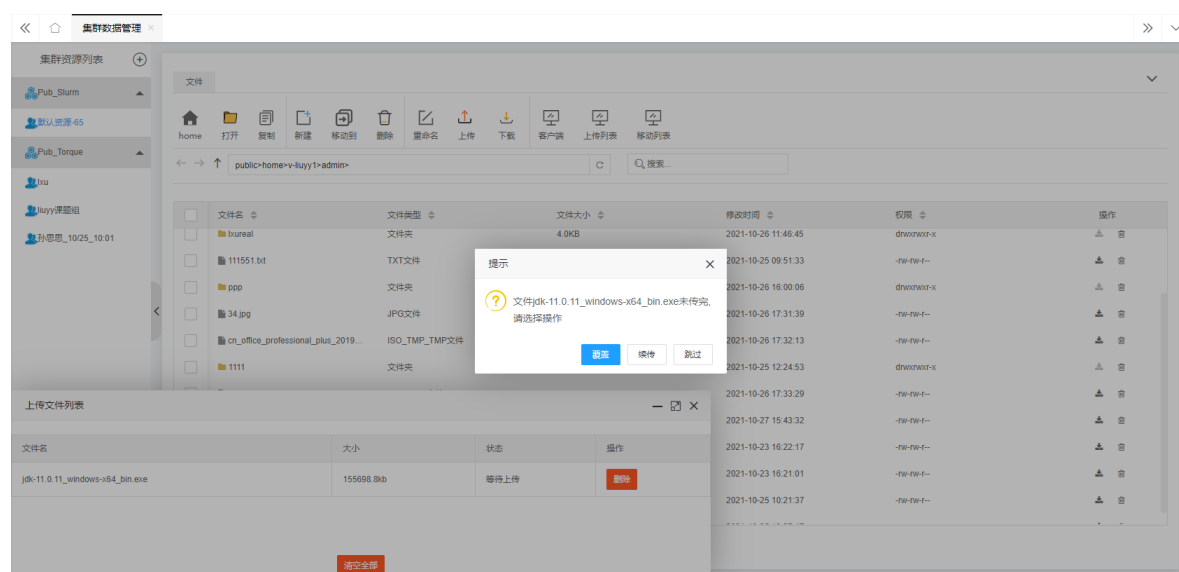 集群数据管理
集群资源列表
Pub_Slurm
默认资源-65
Pub_Torque
lxu
liuyy课题组
孙思思_10/25_10:01
文件
home 打开 复制 新建 移动到 删除 重命名 上传 下载 客户端 上传列表 移动列表
public>home>v-liuyy1>admin> 搜索...
文件名 文件类型 文件大小 修改时间 权限 操作
lxureal 文件夹 4.0KB 2021-10-26 11:46:45 drwxrwxr-x
111551.txt TXT文件 2021-10-25 09:51:33 -rw-rw-r--
ppp 文件夹 2021-10-26 16:00:06 drwxrwxr-x
34.jpg JPG文件 2021-10-26 17:31:39 -rw-rw-r--
cn_office_professional_plus_2019... ISO_TMP_TMP文件 2021-10-26 17:32:13 -rw-rw-r--
1111 文件夹 2021-10-25 12:24:53 drwxrwxr-x
2021-10-26 17:33:29 -rw-rw-r--
2021-10-27 15:43:32 -rw-rw-r--
2021-10-23 16:22:17 -rw-rw-r--
2021-10-23 16:21:01 -rw-rw-r--
2021-10-25 10:21:37 -rw-rw-r--
提示
文件jdk-11.0.11_windows-x64_bin.exe未传完,
请选择操作
覆盖 续传 跳过
上传文件列表
文件名 大小 状态 操作
jdk-11.0.11_windows-x64_bin.exe 155698.8kb 等待上传 删除
清空全部